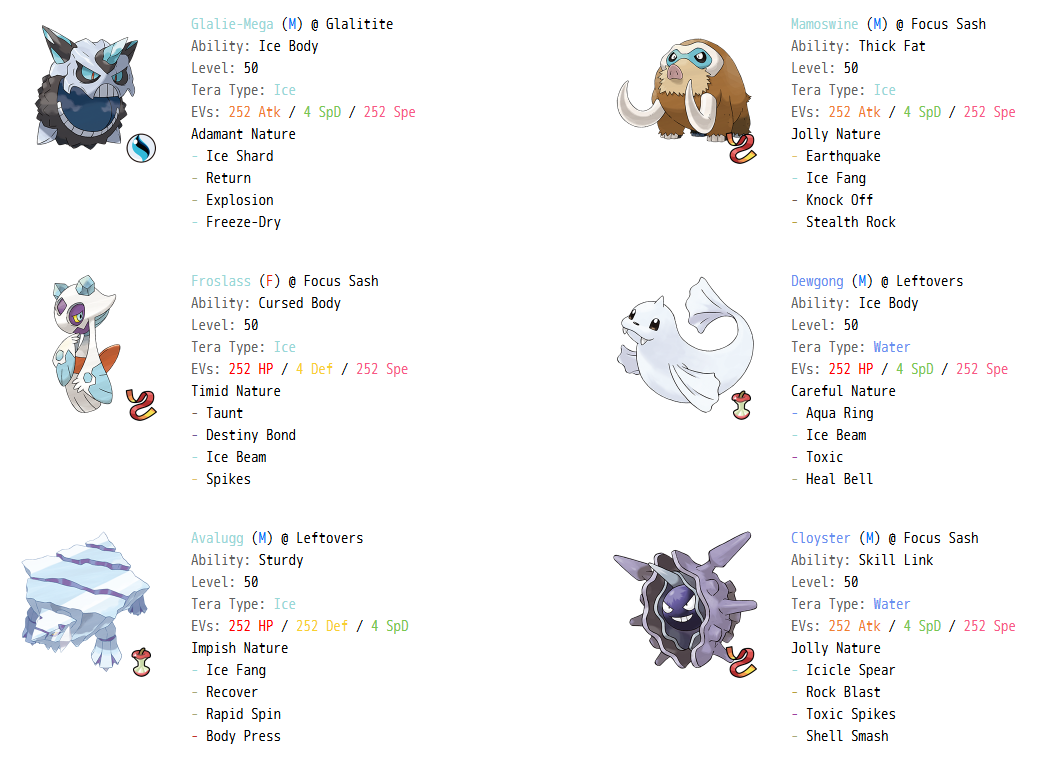 Glalie-Mega (M) @ Glalitite
Ability: Ice Body
Level: 50
Tera Type: Ice
EVs: 252 Atk / 4 SpD / 252 Spe
Adamant Nature
- Ice Shard
- Return
- Explosion
- Freeze-Dry
Mamoswine (M) @ Focus Sash
Ability: Thick Fat
Level: 50
Tera Type: Ice
EVs: 252 Atk / 4 SpD / 252 Spe
Jolly Nature
- Earthquake
- Ice Fang
- Knock Off
- Stealth Rock
Froslass (F) @ Focus Sash
Ability: Cursed Body
Level: 50
Tera Type: Ice
EVs: 252 HP / 4 Def / 252 Spe
Timid Nature
- Taunt
- Destiny Bond
- Ice Beam
- Spikes
Dewgong (M) @ Leftovers
Ability: Ice Body
Level: 50
Tera Type: Water
EVs: 252 HP / 4 SpD / 252 Spe
Careful Nature
- Aqua Ring
- Ice Beam
- Toxic
- Heal Bell
Avalugg (M) @ Leftovers
Ability: Sturdy
Level: 50
Tera Type: Ice
EVs: 252 HP / 252 Def / 4 SpD
Impish Nature
- Ice Fang
- Recover
- Rapid Spin
- Body Press
Cloyster (M) @ Focus Sash
Ability: Skill Link
Level: 50
Tera Type: Water
EVs: 252 Atk / 4 SpD / 252 Spe
Jolly Nature
- Icicle Spear
- Rock Blast
- Toxic Spikes
- Shell Smash